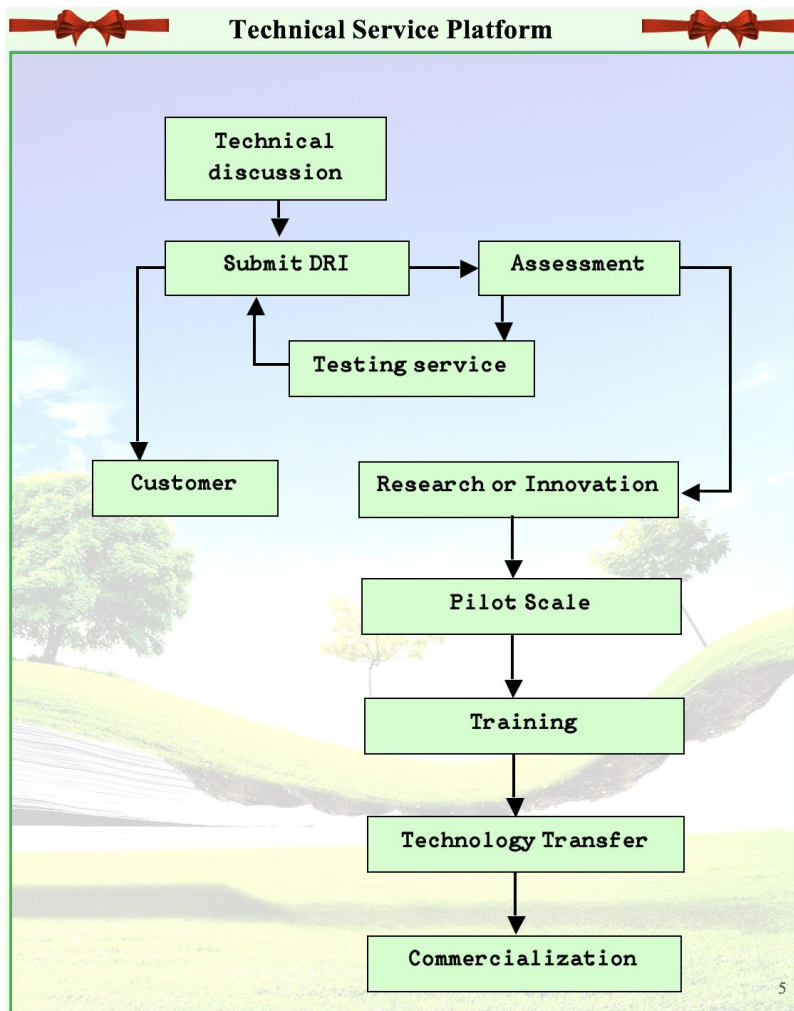 Technical Service Platform
Technical
discussion
Submit DRI
Assessment
Testing service
Customer
Research or Innovation
Pilot Scale
Training
Technology Transfer
Commercialization
5